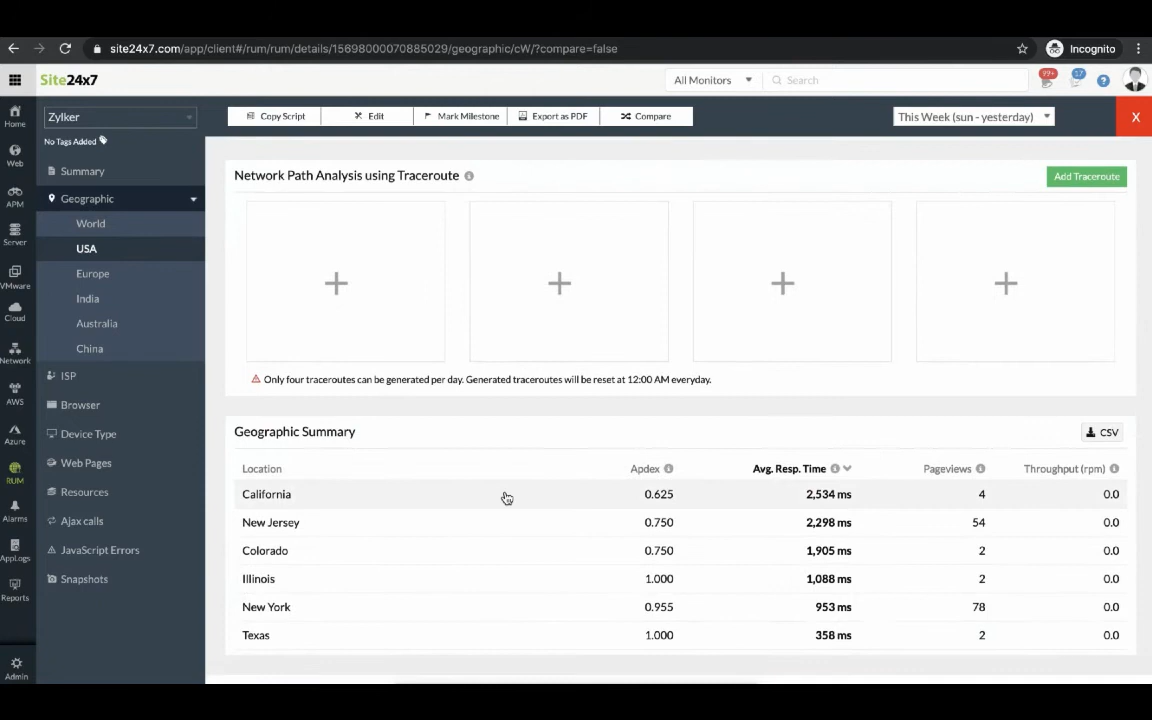 site24x7.com/app/client#/rum/rum/details/15698000070885029/geographic/cW/?compare=false
Incognito
Site24x7
All Monitors
Search
99+
17
?
Home
Web
APM
Server
VMware
Cloud
Network
AWS
Azure
RUM
Alarms
AppLogs
Reports
Admin
Zylker
No Tags Added
Summary
Geographic
World
USA
Europe
India
Australia
China
ISP
Browser
Device Type
Web Pages
Resources
Ajax calls
JavaScript Errors
Snapshots
Copy Script Edit Mark Milestone Export as PDF Compare
This Week (sun - yesterday)
X
Network Path Analysis using Traceroute
Add Traceroute
Only four traceroutes can be generated per day. Generated traceroutes will be reset at 12:00 AM everyday.
Geographic Summary
CSV
Location Apdex Avg. Resp. Time Pageviews Throughput (rpm)
California 0.625 2,534 ms 4 0.0
New Jersey 0.750 2,298 ms 54 0.0
Colorado 0.750 1,905 ms 2 0.0
Illinois 1.000 1,088 ms 2 0.0
New York 0.955 953 ms 78 0.0
Texas 1.000 358 ms 2 0.0